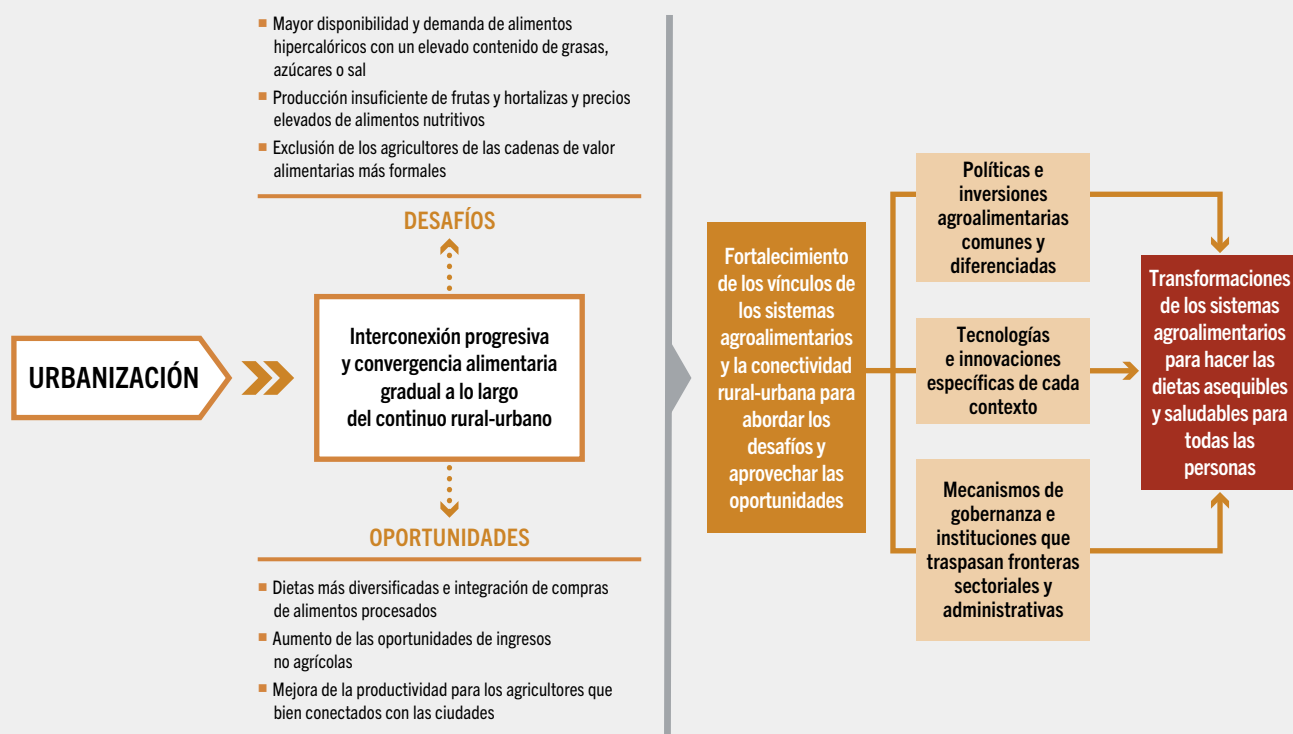 Mayor disponibilidad y demanda de alimentos
hipercalóricos con un elevado contenido de grasas,
azúcares o sal
Producción insuficiente de frutas y hortalizas y precios
elevados de alimentos nutritivos
Exclusión de los agricultores de las cadenas de valor
alimentarias más formales
DESAFÍOS
URBANIZACIÓN
Interconexión progresiva
y convergencia alimentaria
gradual a lo largo
del continuo rural-urbano
OPORTUNIDADES
Dietas más diversificadas e integración de compras
de alimentos procesados
Aumento de las oportunidades de ingresos
no agrícolas
Mejora de la productividad para los agricultores que
bien conectados con las ciudades
Fortalecimiento
de los vínculos de
los sistemas
agroalimentarios
y la conectividad
rural-urbana para
abordar los
desafíos y
aprovechar las
oportunidades
Políticas e
inversiones
agroalimentarias
comunes y
diferenciadas
Tecnologías
e innovaciones
específicas de cada
contexto
Mecanismos de
gobernanza e
instituciones que
traspasan fronteras
sectoriales y
administrativas
Transformaciones
de los sistemas
agroalimentarios
para hacer las
dietas asequibles
y saludables para
todas las
personas